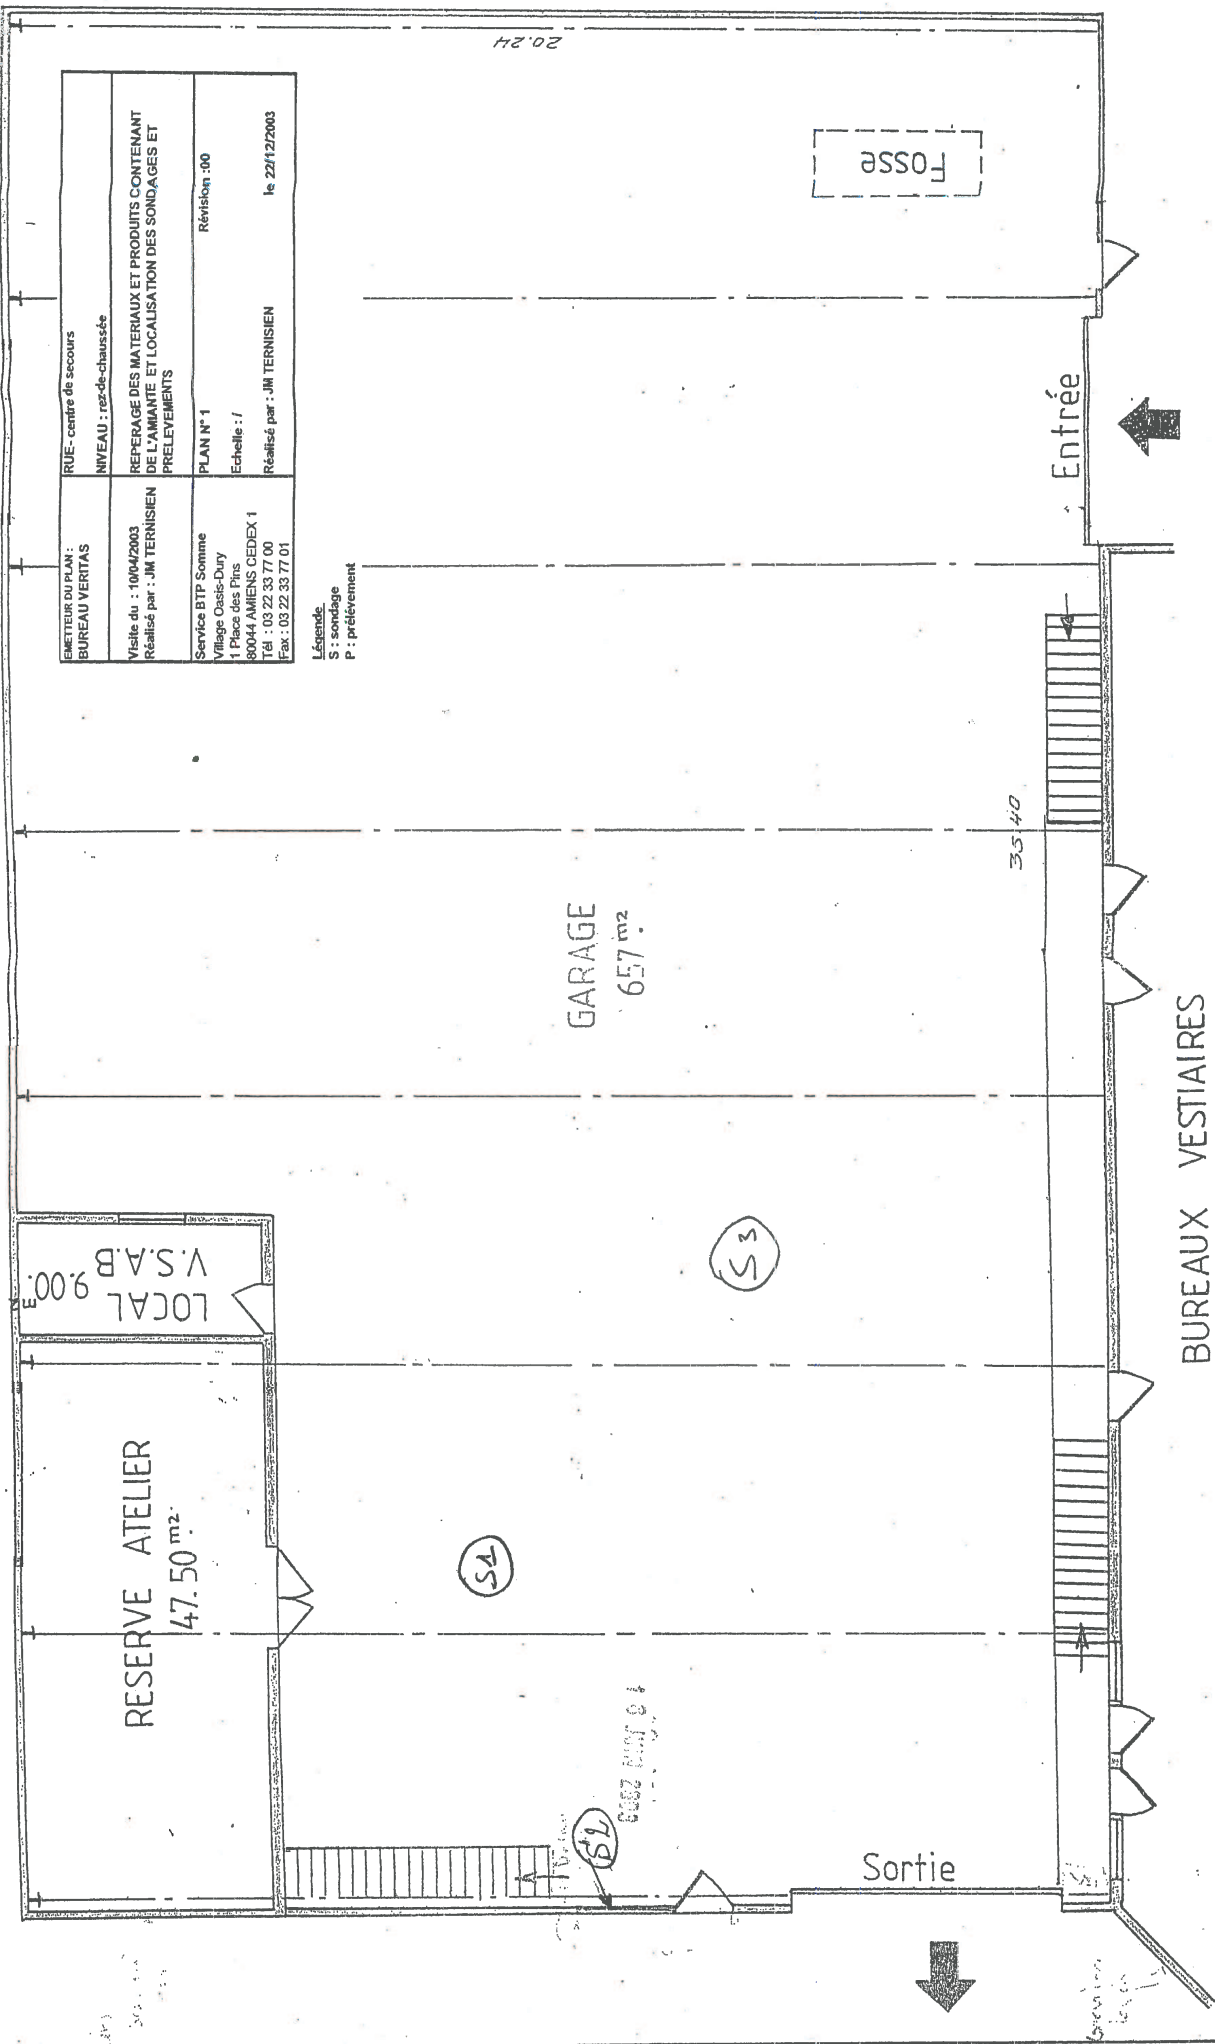 EMETTEUR DU PLAN :
BUREAU VERITAS
RUE - centre de secours
NIVEAU : rez-de-chaussée
Visite du : 10/04/2003
Réalisé par : JM TERNISIEN
REPERAGE DES MATERIAUX ET PRODUITS CONTENANT
DE L'AMIANTE ET LOCALISATION DES SONDAGES ET
PRELEVEMENTS
Service BTP Somme
Village Oasis-Dury
1 Place des Pins
80044 AMIENS CEDEX 1
Tél : 03 22 33 77 00
Fax : 03 22 33 77 01
PLAN N° 1
Révision :00
Echelle : /
Réalisé par : JM TERNISIEN
le 22/12/2003
Légende
S : sondage
P : prélèvement
20.24
Fosse
Entrée
35.40
GARAGE
657 m2.
LOCAL
V.S.A.B
9.00.
RESERVE ATELIER
47.50 m2.
S3
S1
S2
Sortie
BUREAUX VESTIAIRES